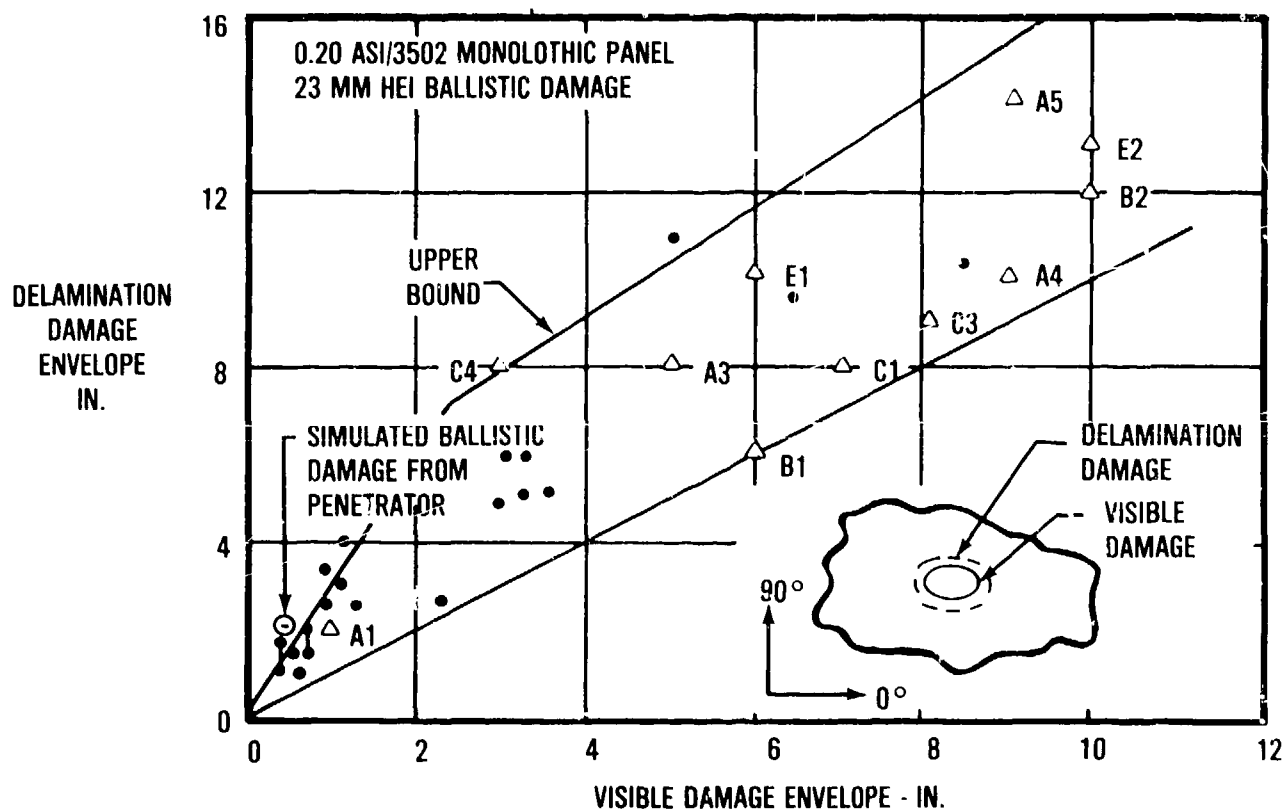 16
0.20 ASI/3502 MONOLOTHIC PANEL
23 MM HEI BALLISTIC DAMAGE
A5
E2
12
B2
UPPER
BOUND
E1
A4
DELAMINATION
DAMAGE
ENVELOPE
IN.
C3
8
C4
A3
C1
SIMULATED BALLISTIC
DAMAGE FROM
PENETRATOR
B1
DELAMINATION
DAMAGE
VISIBLE
DAMAGE
4
90°
A1
0°
0
0 2 4 6 8 10 12
VISIBLE DAMAGE ENVELOPE - IN.